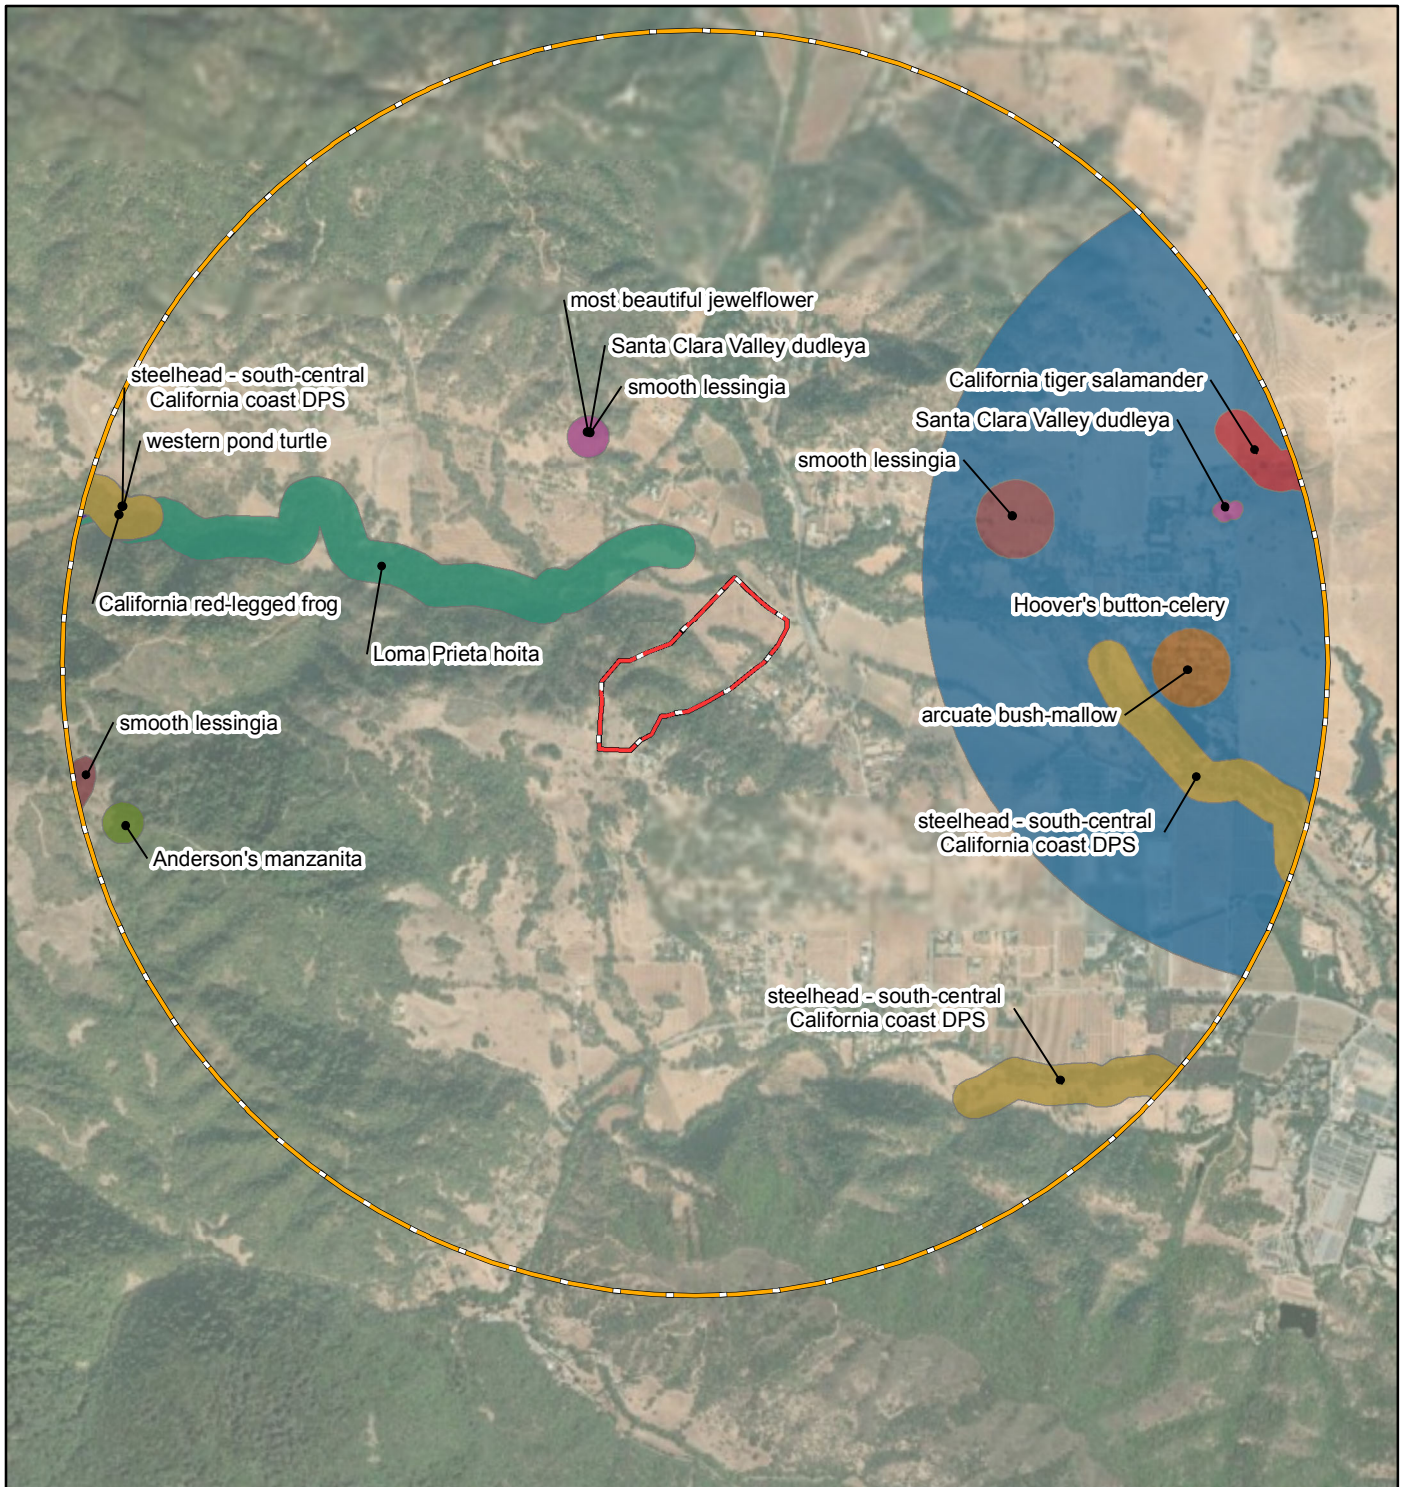 most beautiful jewelflower
Santa Clara Valley dudleya
steelhead - south-central
California coast DPS
smooth lessingia
California tiger salamander
Santa Clara Valley dudleya
western pond turtle
smooth lessingia
California red-legged frog
Hoover's button-celery
Loma Prieta hoita
smooth lessingia
arcuate bush-mallow
steelhead - south-central
California coast DPS
Anderson's manzanita
steelhead - south-central
California coast DPS